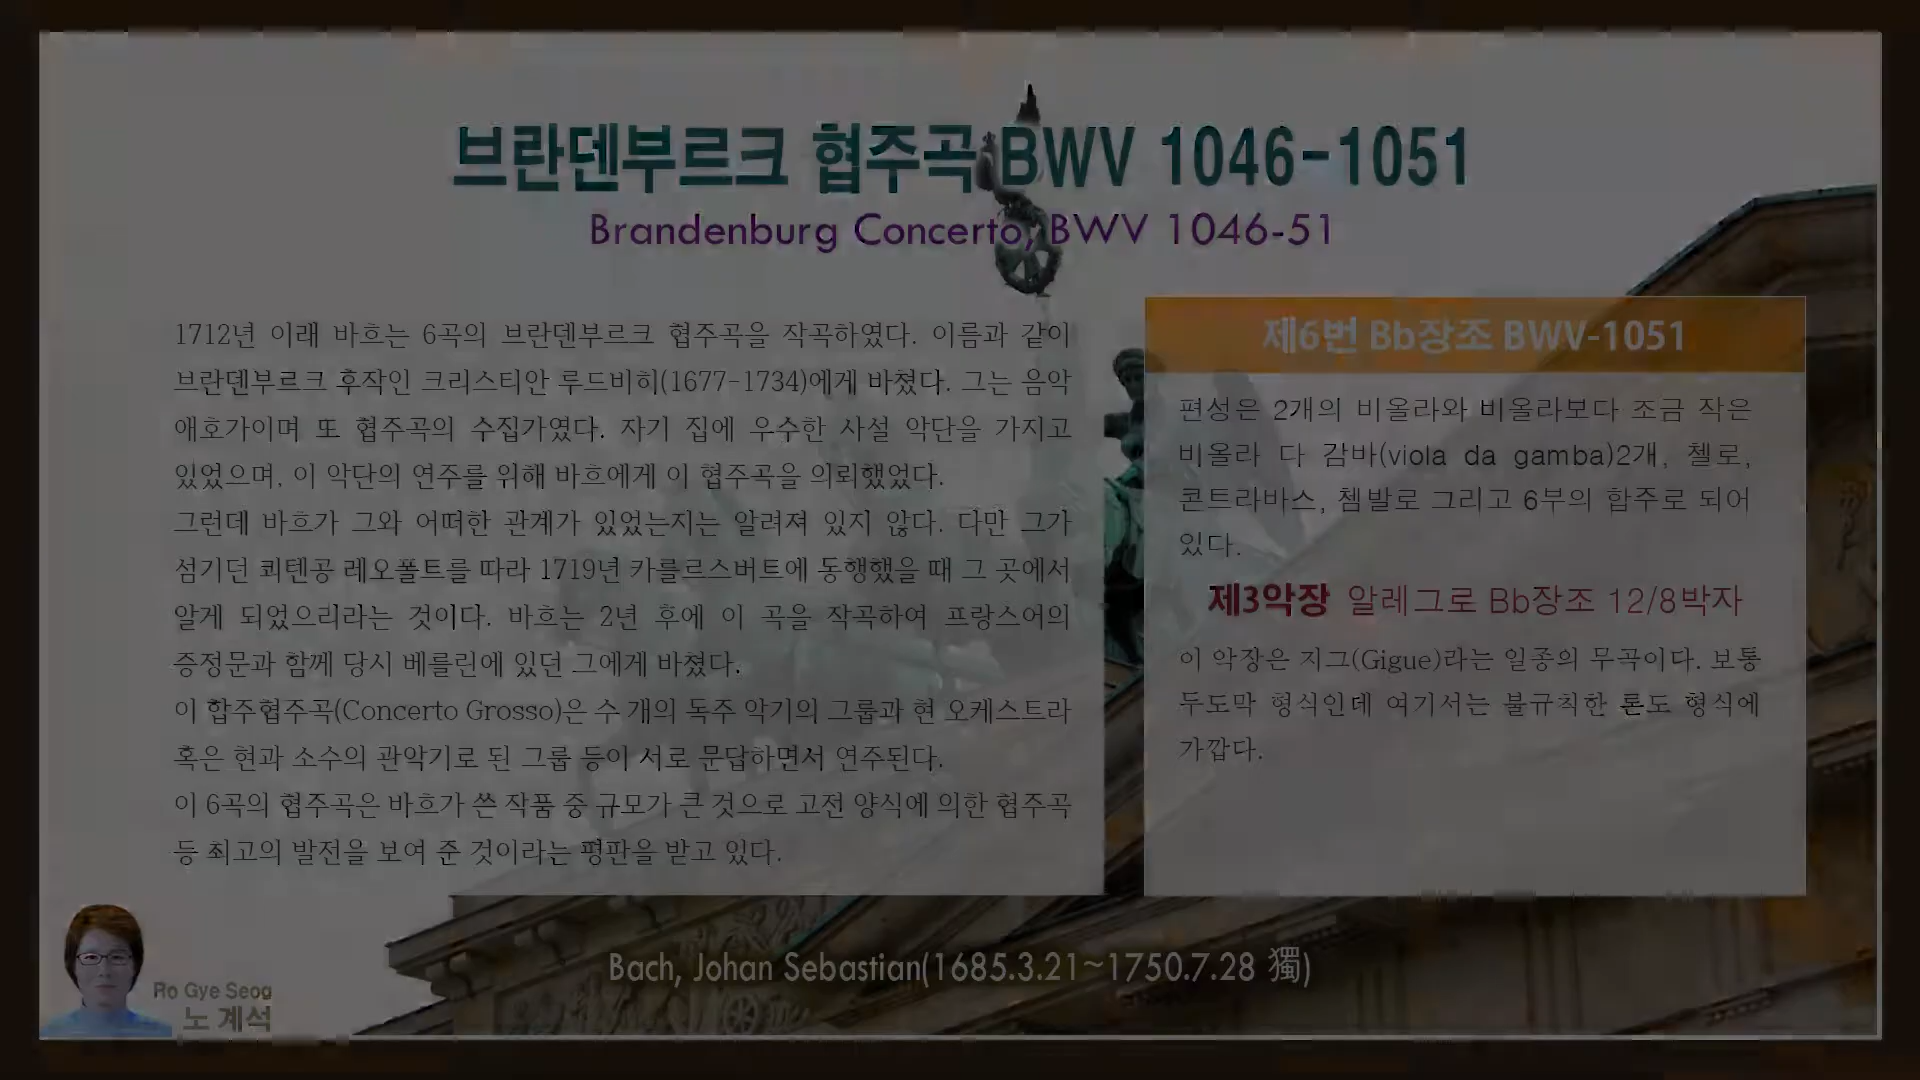 브란덴부르크 협주곡 BWV 1046-1051
Brandenburg Concerto, BWV 1046-51
1712년 이래 바흐는 6곡의 브란덴부르크 협주곡을 작곡하였다. 이름과 같이
브란덴부르크 후작인 크리스티안 루드비히(1677-1734)에게 바쳤다. 그는 음악
애호가이며 또 협주곡의 수집가였다. 자기 집에 우수한 사설 악단을 가지고
있었으며, 이 악단의 연주를 위해 바흐에게 이 협주곡을 의뢰했었다.
그런데 바흐가 그와 어떠한 관계가 있었는지는 알려져 있지 않다. 다만 그가
섬기던 쾨텐공 레오폴트를 따라 1719년 카를르스버트에 동행했을 때 그 곳에서
알게 되었으리라는 것이다. 바흐는 2년 후에 이 곡을 작곡하여 프랑스어의
증정문과 함께 당시 베를린에 있던 그에게 바쳤다.
이 합주협주곡(Concerto Grosso)은 수 개의 독주 악기의 그룹과 현 오케스트라
혹은 현과 소수의 관악기로 된 그룹 등이 서로 문답하면서 연주된다.
이 6곡의 협주곡은 바흐가 쓴 작품 중 규모가 큰 것으로 고전 양식에 의한 협주곡
등 최고의 발전을 보여 준 것이라는 평판을 받고 있다.
제6번 Bb장조 BWV-1051
편성은 2개의 비올라와 비올라보다 조금 작은
비올라 다 감바(viola da gamba)2개, 첼로,
콘트라바스, 쳄발로 그리고 6부의 합주로 되어
있다.
제3악장 알레그로 Bb장조 12/8박자
이 악장은 지그(Gigue)라는 일종의 무곡이다. 보통
두도막 형식인데 여기서는 불규칙한 론도 형식에
가깝다.
Bach, Johan Sebastian(1685.3.21~1750.7.28 獨)
Ro Gye Seog
노 계석